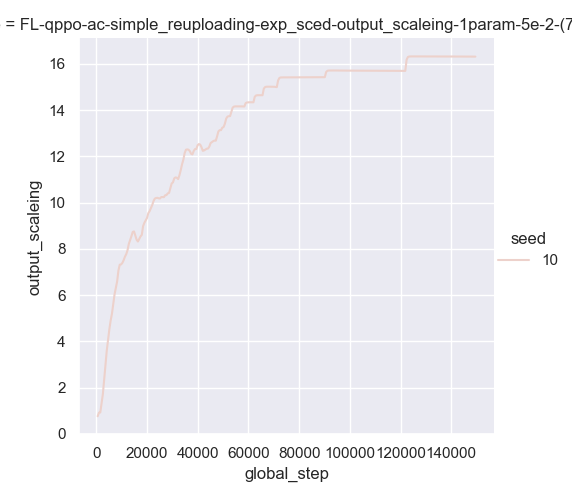 = FL-qppo-ac-simple_reuploading-exp_sced-output_scaleing-1param-5e-2-(7
16
14
12
10
8
6
4
2
0
output_scaleing
0 20000 40000 60000 80000 100000 120000 140000
global_step
seed
10